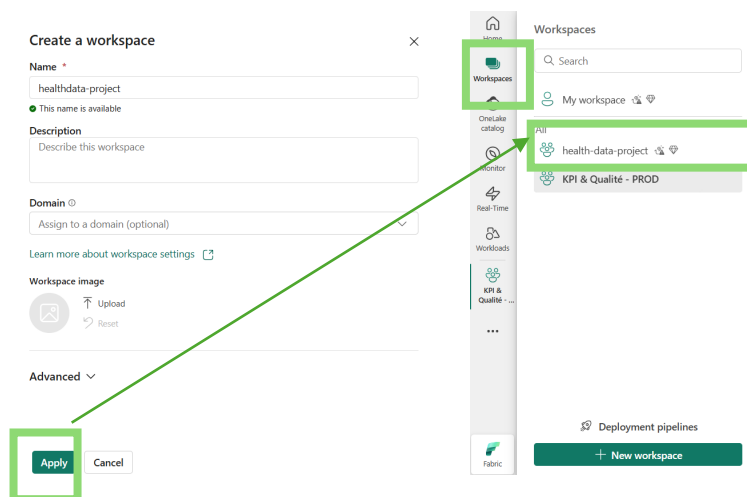 Create a workspace
Name *
healthdata-project
This name is available
Description
Describe this workspace
Domain
Assign to a domain (optional)
Learn more about workspace settings
Workspace image
Upload
Reset
Advanced
Apply
Cancel
Home
Workspaces
OneLake
catalog
Monitor
Real-Time
Workloads
KPI &
Qualité - ...
Fabric
Workspaces
Search
My workspace
All
health-data-project
KPI & Qualité - PROD
Deployment pipelines
New workspace